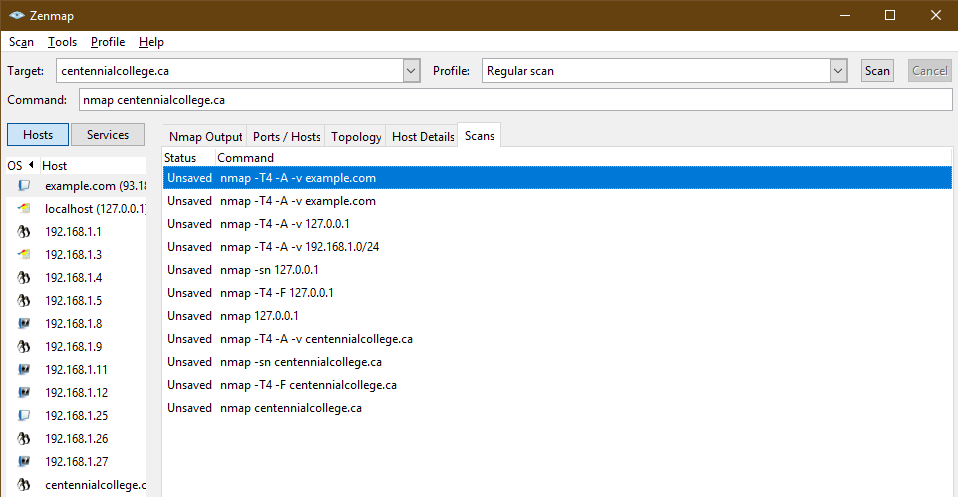 Zenmap
Scan Tools Profile Help
Target: centennialcollege.ca Profile: Regular scan Scan Cancel
Command: nmap centennialcollege.ca
Hosts Services
Nmap Output Ports / Hosts Topology Host Details Scans
OS Host
Status Command
example.com (93.18
localhost (127.0.0.1)
192.168.1.1
192.168.1.3
192.168.1.4
192.168.1.5
192.168.1.8
192.168.1.9
192.168.1.11
192.168.1.12
192.168.1.25
192.168.1.26
192.168.1.27
centennialcollege.c
Unsaved nmap -T4 -A -v example.com
Unsaved nmap -T4 -A -v example.com
Unsaved nmap -T4 -A -v 127.0.0.1
Unsaved nmap -T4 -A -v 192.168.1.0/24
Unsaved nmap -sn 127.0.0.1
Unsaved nmap -T4 -F 127.0.0.1
Unsaved nmap 127.0.0.1
Unsaved nmap -T4 -A -v centennialcollege.ca
Unsaved nmap -sn centennialcollege.ca
Unsaved nmap -T4 -F centennialcollege.ca
Unsaved nmap centennialcollege.ca